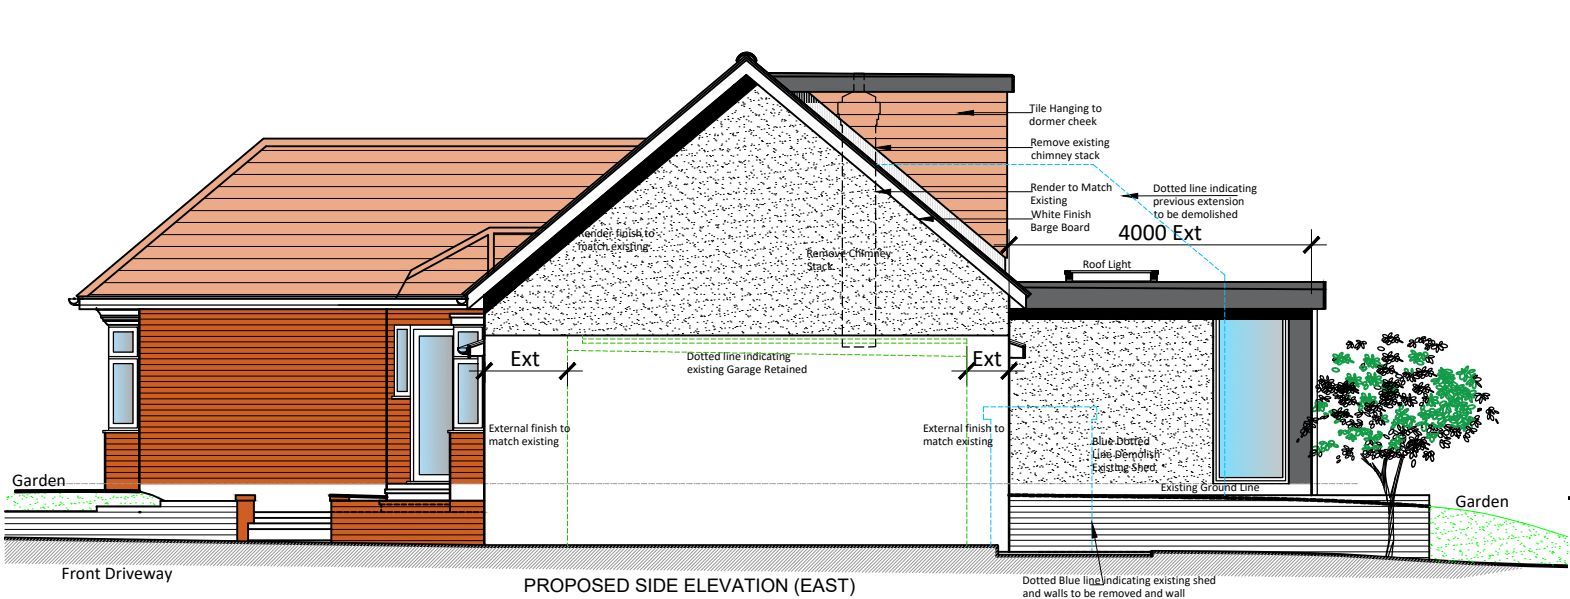 Tile Hanging to
dormer cheek
Remove existing
chimney stack
Render to Match
Existing
White Finish
Barge Board
Dotted line indicating
previous extension
to be demolished
4000 Ext
Render finish to
match existing
Remove Chimney
Stack
Roof Light
Ext
Dotted line indicating
existing Garage Retained
Ext
External finish to
match existing
External finish to
match existing
Blue Dotted
Line Demolish
Existing Shed
Garden
Existing Ground Line
Garden
Front Driveway
PROPOSED SIDE ELEVATION (EAST)
Dotted Blue line indicating existing shed
and walls to be removed and wall